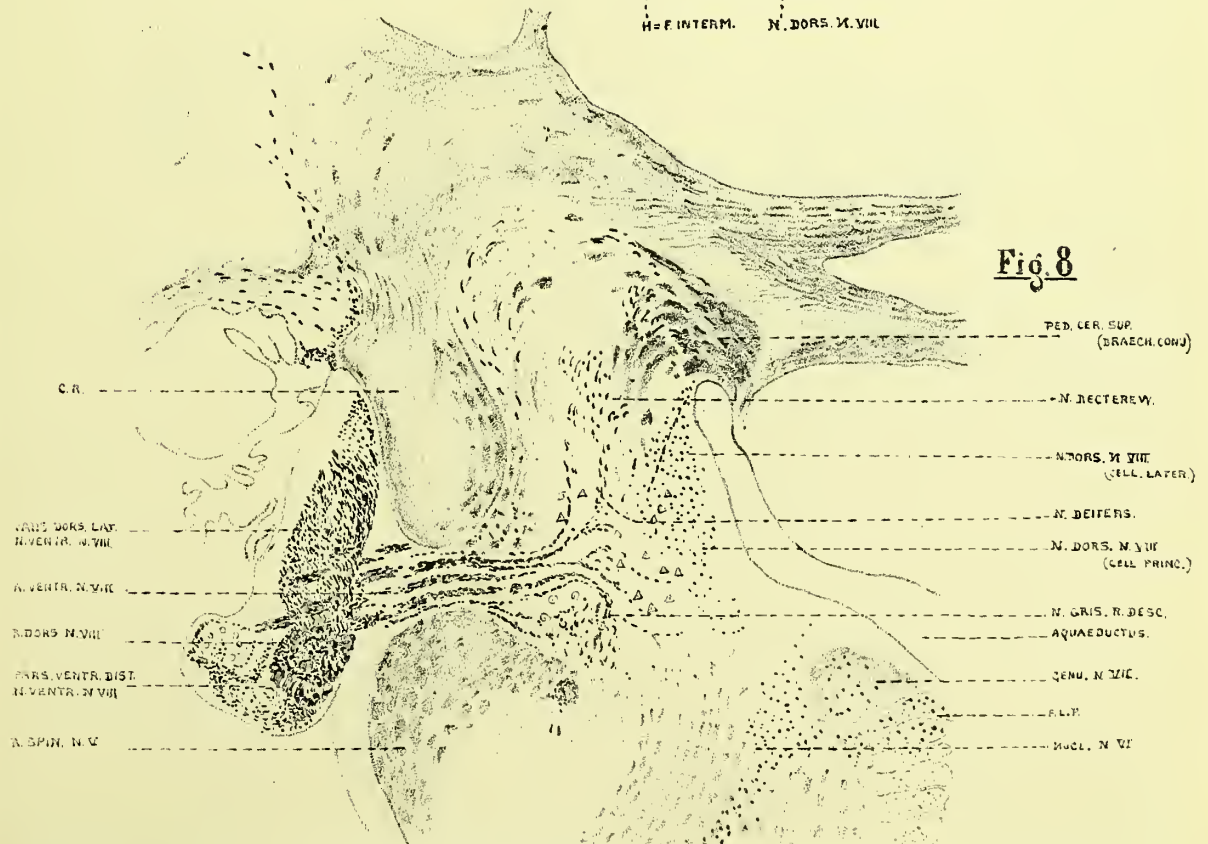 H = F. INTERM. N. DORS. N. VIII
Fig. 8
PED. CER. SUP.
(BRAECH. CONJ)
C.R.
N. BECTEREW.
N. DORS. N VIII
(CELL. LATER.)
DORS. LAT.
N. VENTR. N. VIII
N. DEITERS.
N. DORS. N. VIII
(CELL PRINC.)
R. VENTR. N. VIII
N. GRIS. R. DESC.
R. DORS N. VIII
AQUAEDUCTUS.
PARS. VENTR. DIST.
N. VENTR. N VIII
GENU. N VII.
F.L.P.
R. SPIN. N. V
NUCL. N VI